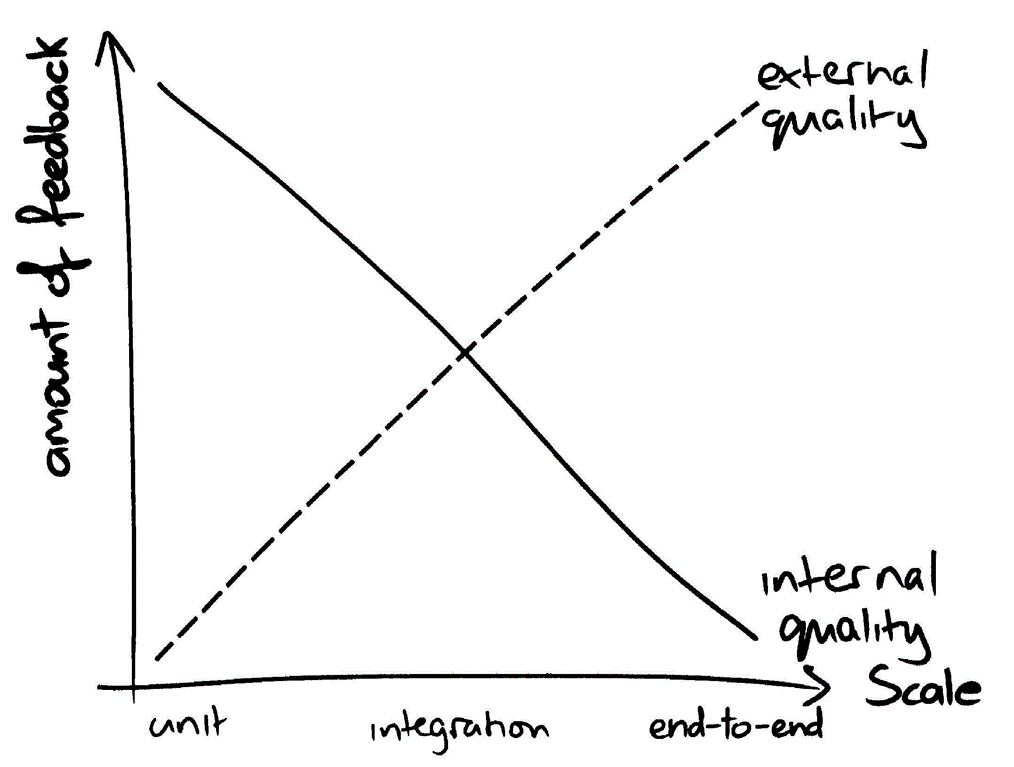 amount of feedback
external
quality
internal
quality
Scale
unit
integration
end-to-end